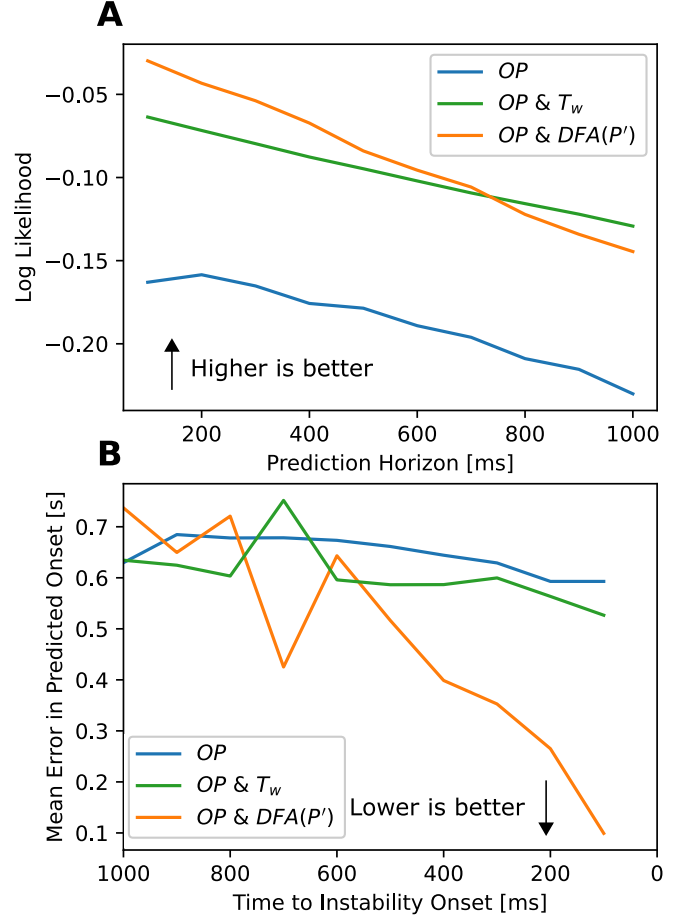 A
−0.05
−0.10
−0.15
−0.20
Log Likelihood
OP
OP & T_w
OP & DFA(P′)
Higher is better
200
400
600
800
1000
Prediction Horizon [ms]
B
0.7
0.6
0.5
0.4
0.3
0.2
0.1
Mean Error in Predicted Onset [s]
OP
OP & T_w
OP & DFA(P′)
Lower is better
1000
800
600
400
200
0
Time to Instability Onset [ms]